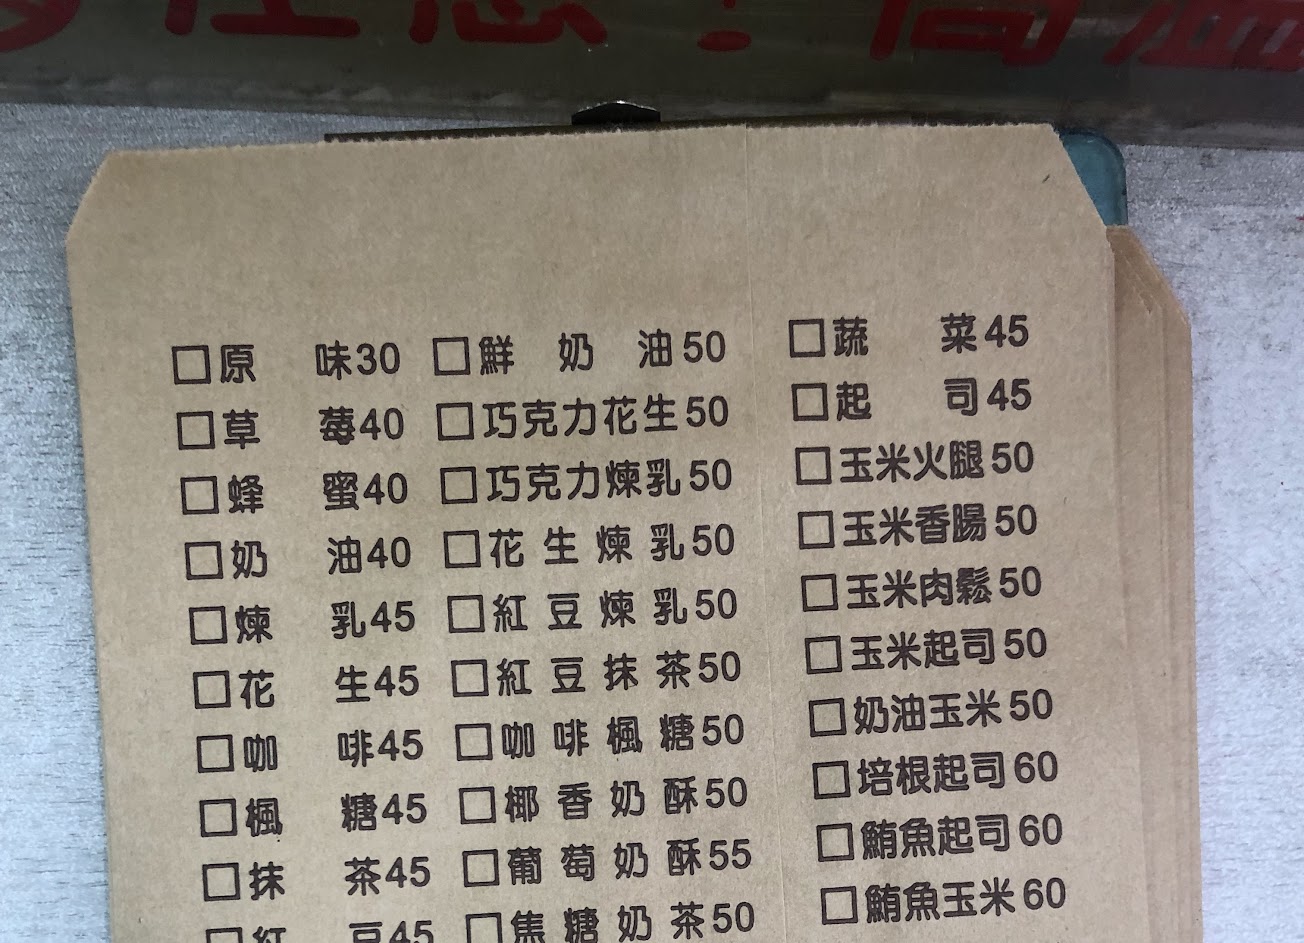 注意!高溫
□原味30
□草莓40
□蜂蜜40
□奶油40
□煉乳45
□花生45
□咖啡45
□楓糖45
□抹茶45
□紅豆45
□鮮奶油50
□巧克力花生50
□巧克力煉乳50
□花生煉乳50
□紅豆煉乳50
□紅豆抹茶50
□咖啡楓糖50
□椰香奶酥50
□葡萄奶酥55
□焦糖奶茶50
□蔬菜45
□起司45
□玉米火腿50
□玉米香腸50
□玉米肉鬆50
□玉米起司50
□奶油玉米50
□培根起司60
□鮪魚起司60
□鮪魚玉米60